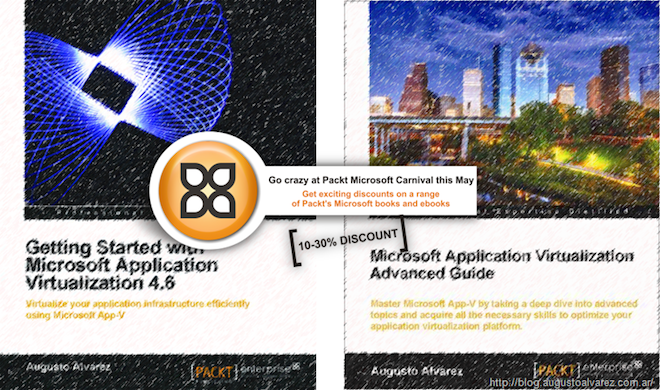 Go crazy at Packt Microsoft Carnival this May
Get exciting discounts on a range
of Packt's Microsoft books and ebooks
[10-30% DISCOUNT]
Getting Started with
Microsoft Application
Virtualization 4.6
Virtualize your application infrastructure efficiently
using Microsoft App-V
Augusto Alvarez
[PACKT] enterprise
Microsoft Application Virtualization
Advanced Guide
Master Microsoft App-V by taking a deep dive into advanced
topics and acquire all the necessary skills to optimize your
application virtualization platform.
Augusto Alvarez
[PACKT] enterprise
http://blog.augustoalvarez.com.ar/